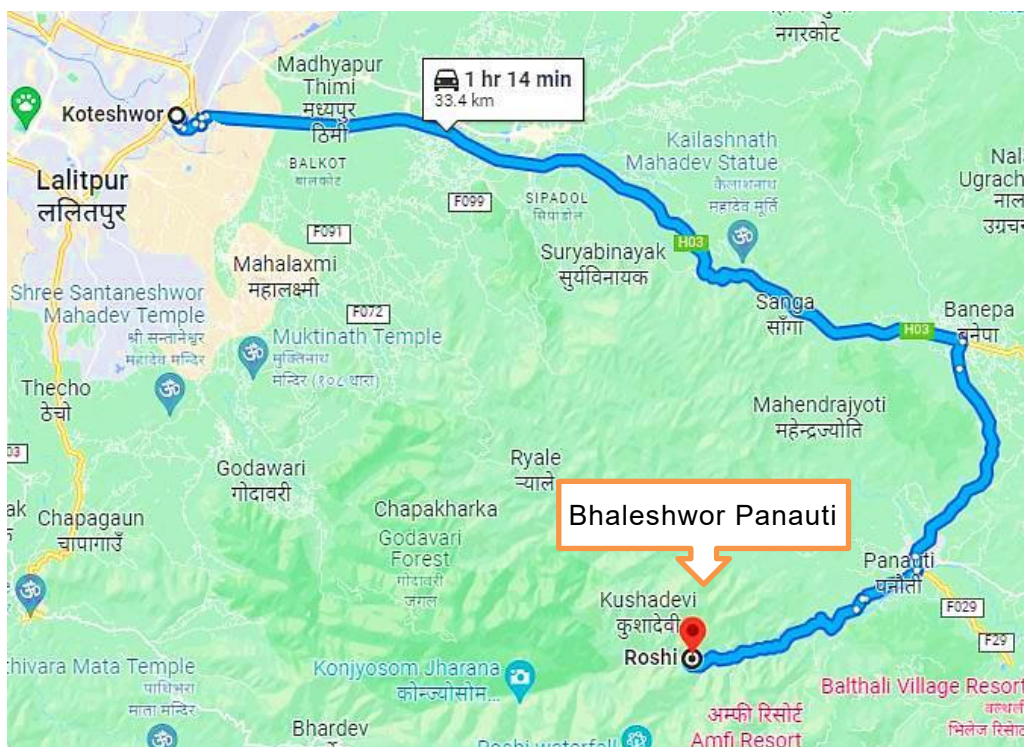 नगरकोट
Madhyapur
Thimi
मध्यपुर
ठिमी
1 hr 14 min
33.4 km
Koteshwor
Kailashnath
Mahadev Statue
कैलाशनाथ
महादेव मूर्ति
BALKOT
बालकोट
Lalitpur
ललितपुर
F099
SIPADOL
सिपाडोल
F091
H03
Suryabinayak
सुर्यविनायक
Mahalaxmi
महालक्ष्मी
Shree Santaneshwor
Mahadev Temple
श्री सन्तानेश्वर
महादेव मन्दिर
F072
Sanga
साँगा
Banepa
बनेपा
H03
Muktinath Temple
मुक्तिनाथ
मन्दिर (१०८ धारा)
Thecho
ठेचो
Mahendrajyoti
महेन्द्रज्योति
Godawari
गोदावरी
Ryale
Chapakharka
Bhaleshwor Panauti
Chapagaun
चापागाउँ
Godavari
Forest
गोदावरी
जंगल
Panauti
पनौती
Kushadevi
कुशादेवी
F029
F29
Roshi
Konjyosom Jharana
कोन्ज्योसोम...
thivara Mata Temple
पाथिभरा
माता मन्दिर
Balthali Village Resort
भिलेज रिसोर्ट
अम्फी रिसोर्ट
Amfi Resort
Bhardev
Roshi waterfall